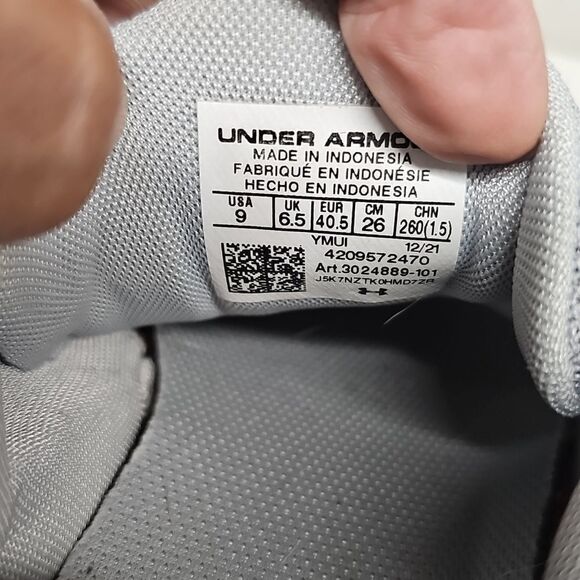 UNDER
MADE IN INDONESIA
FABRIQUÉ EN INDONÉSIE
HECHO EN INDONESIA
USA UK EUR CM CHN
9 6.5 40.5 26 260(1.5)
YMUI 12/21
4209572470
Art.3024889-101